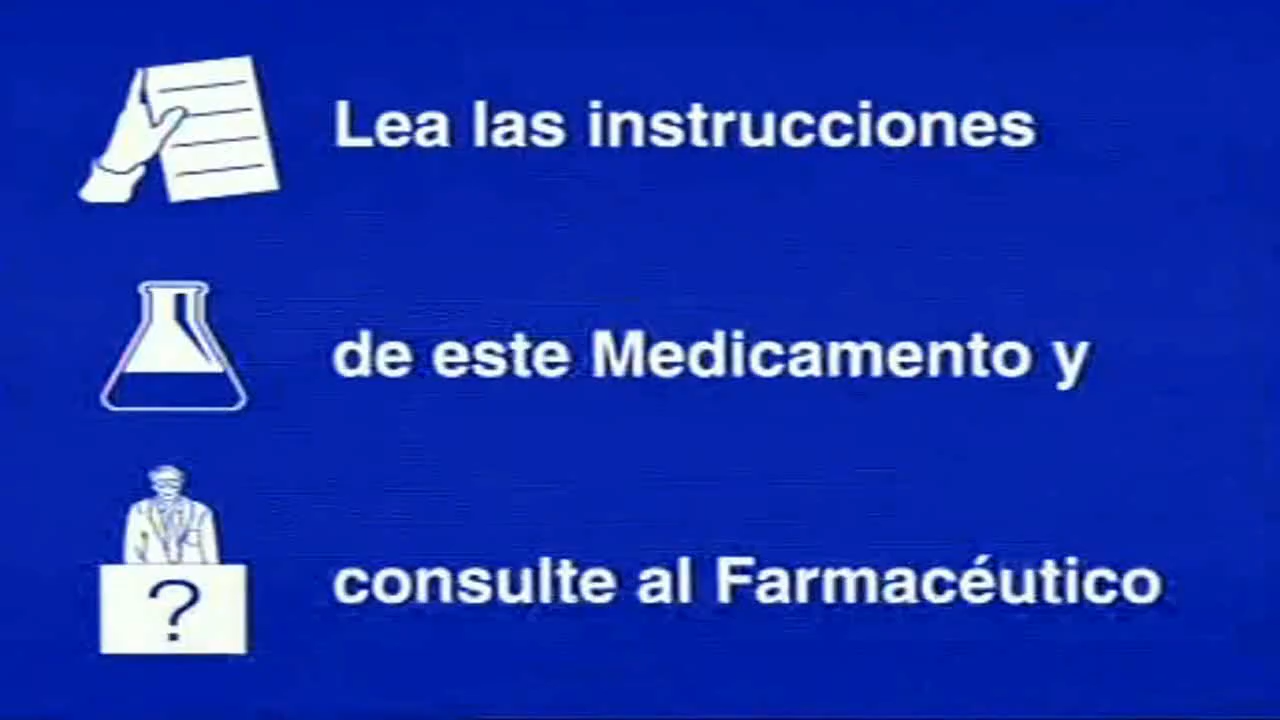 Lea las instrucciones
de este Medicamento y
consulte al Farmacéutico
?